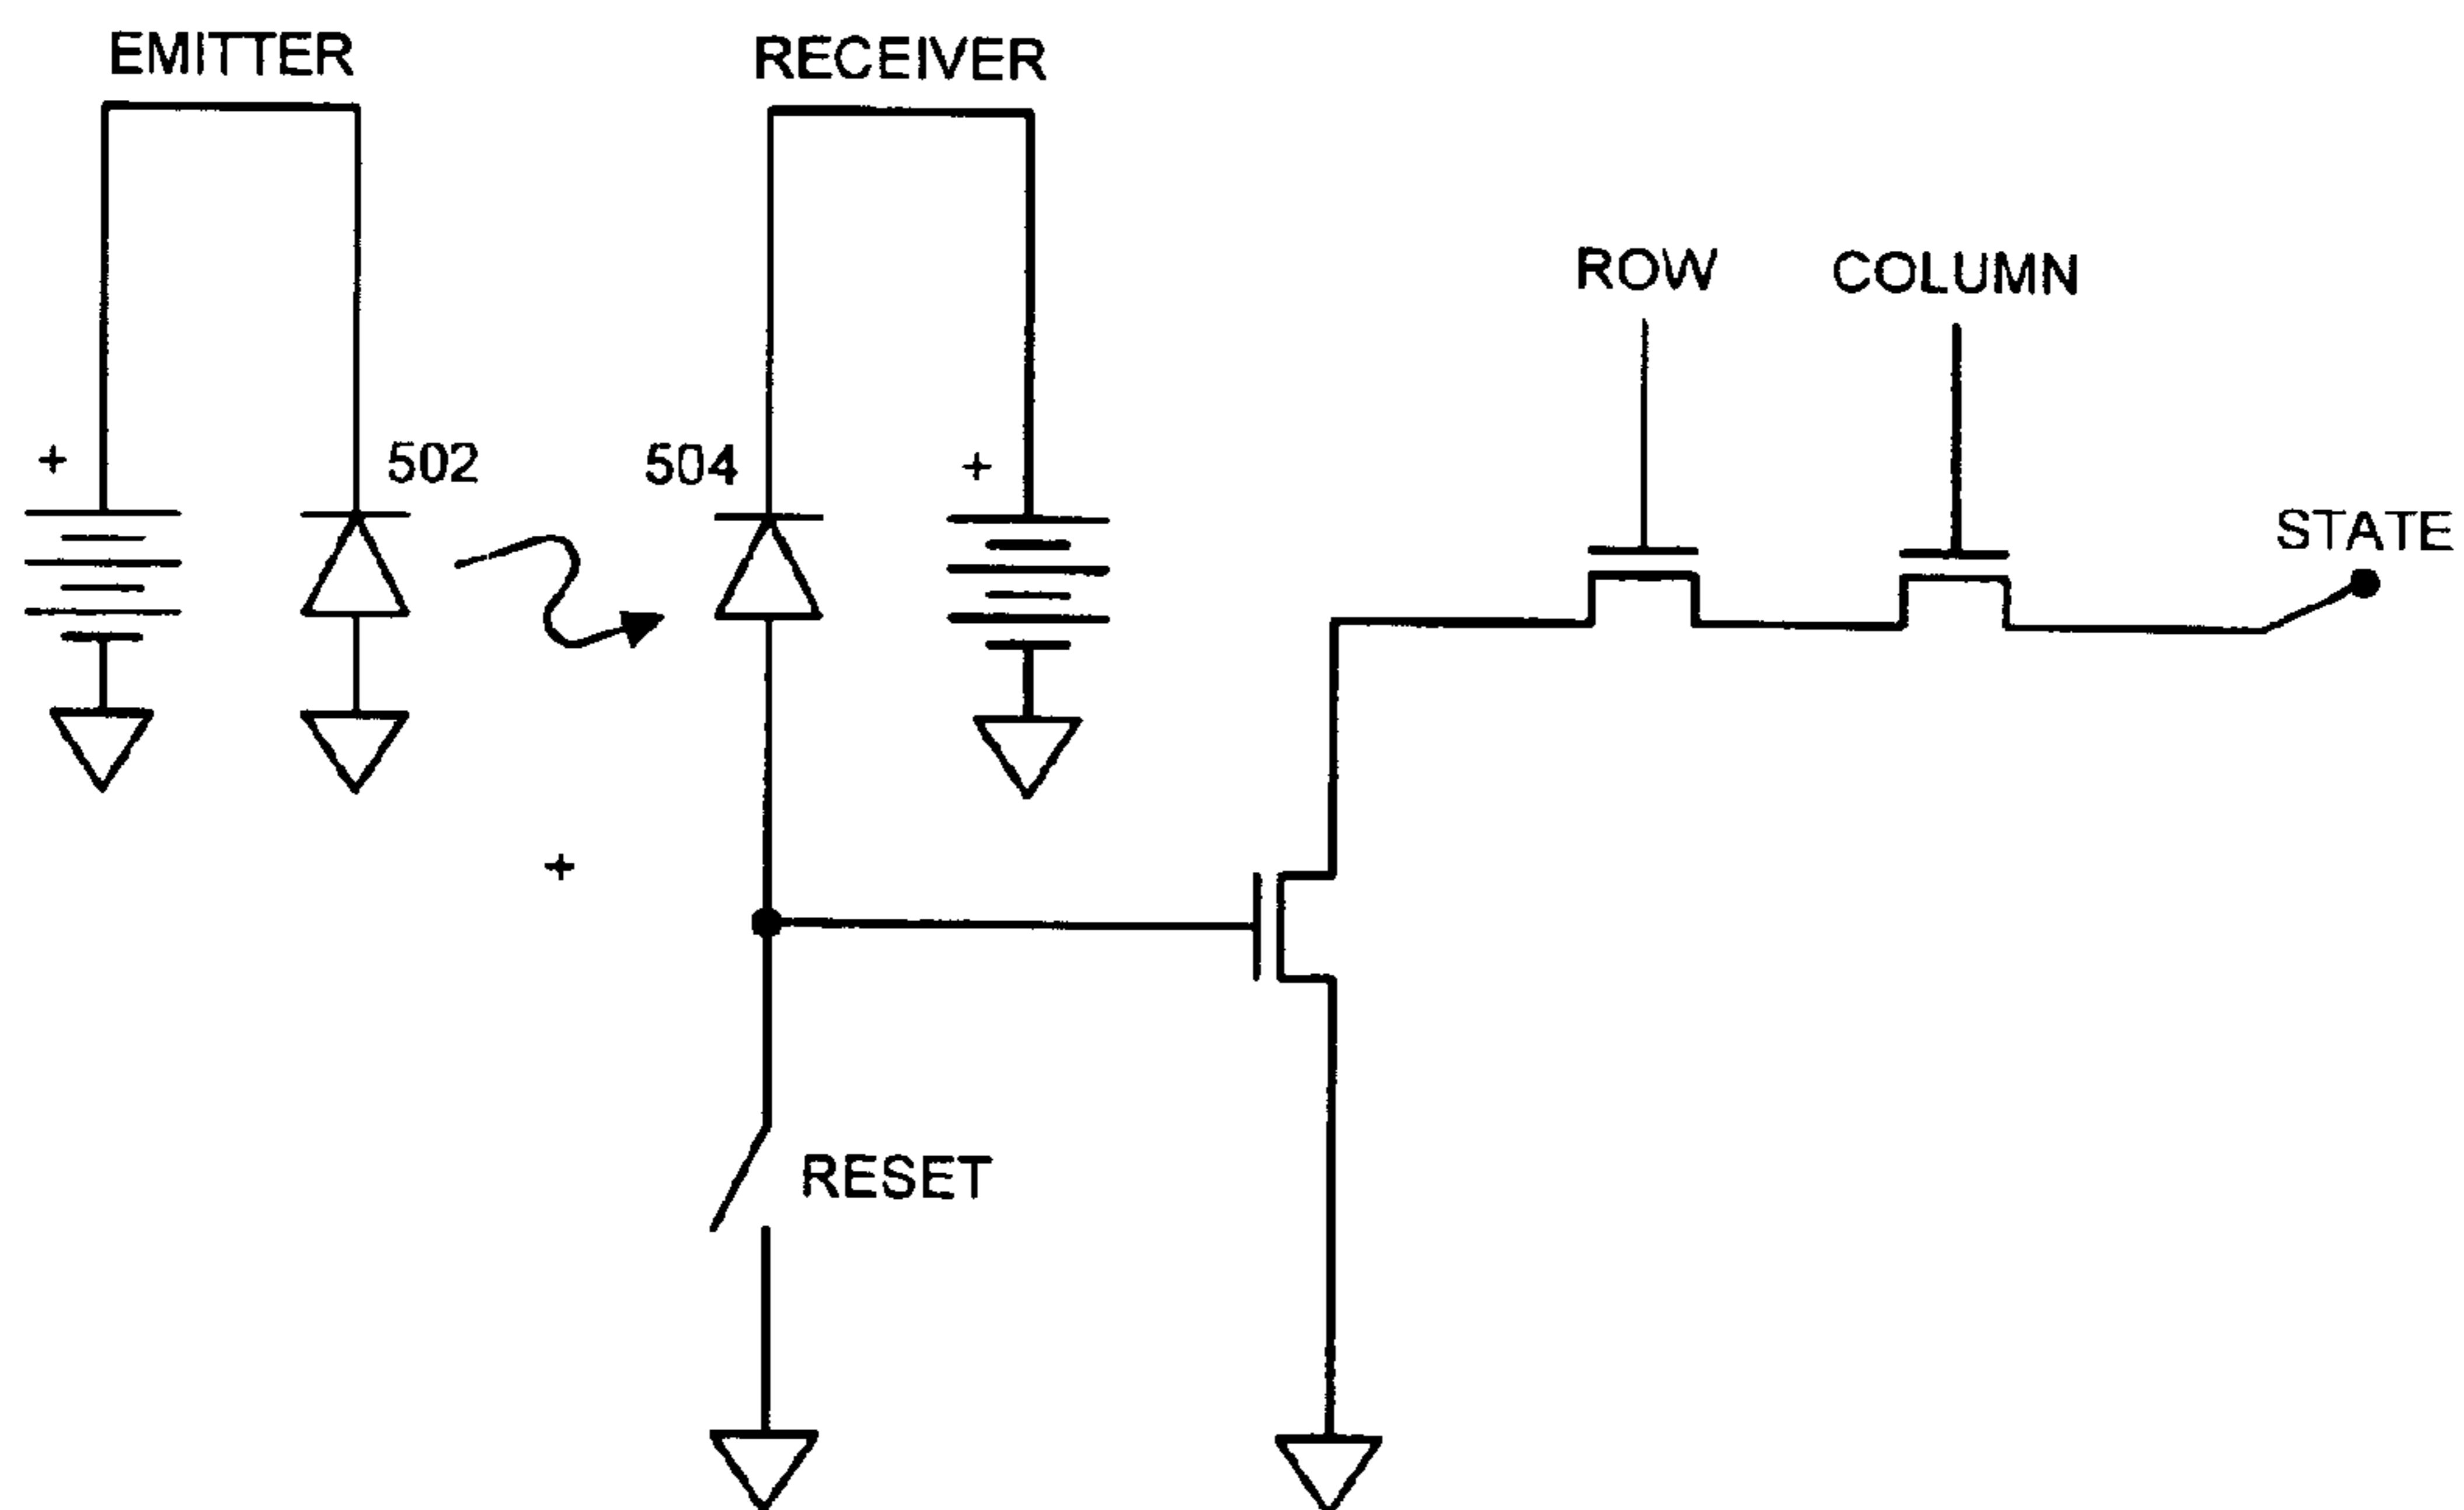 EMITTER
RECEIVER
ROW
COLUMN
+
502
504
+
STATE
+
RESET